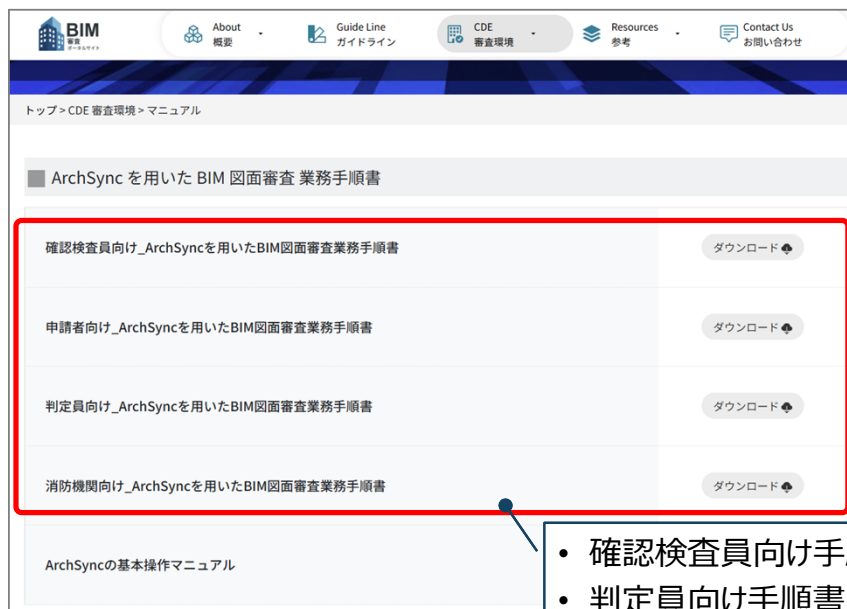 BIM
審査
ポータルサイト
About
概要
Guide Line
ガイドライン
CDE
審査環境
Resources
参考
Contact Us
お問い合わせ
トップ > CDE 審査環境 > マニュアル
ArchSync を用いた BIM 図面審査 業務手順書
確認検査員向け_ArchSyncを用いたBIM図面審査業務手順書 ダウンロード
申請者向け_ArchSyncを用いたBIM図面審査業務手順書 ダウンロード
判定員向け_ArchSyncを用いたBIM図面審査業務手順書 ダウンロード
消防機関向け_ArchSyncを用いたBIM図面審査業務手順書 ダウンロード
ArchSyncの基本操作マニュアル
• 確認検査員向け手
• 判定員向け手順書